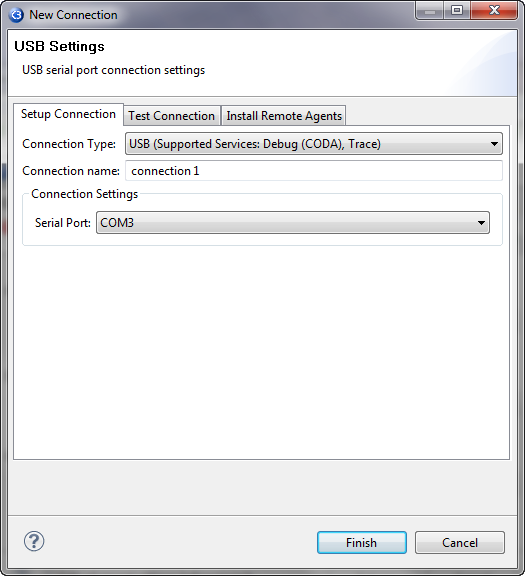 New Connection
USB Settings
USB serial port connection settings
Setup Connection Test Connection Install Remote Agents
Connection Type: USB (Supported Services: Debug (CODA), Trace)
Connection name: connection 1
Connection Settings
Serial Port: COM3
? Finish Cancel